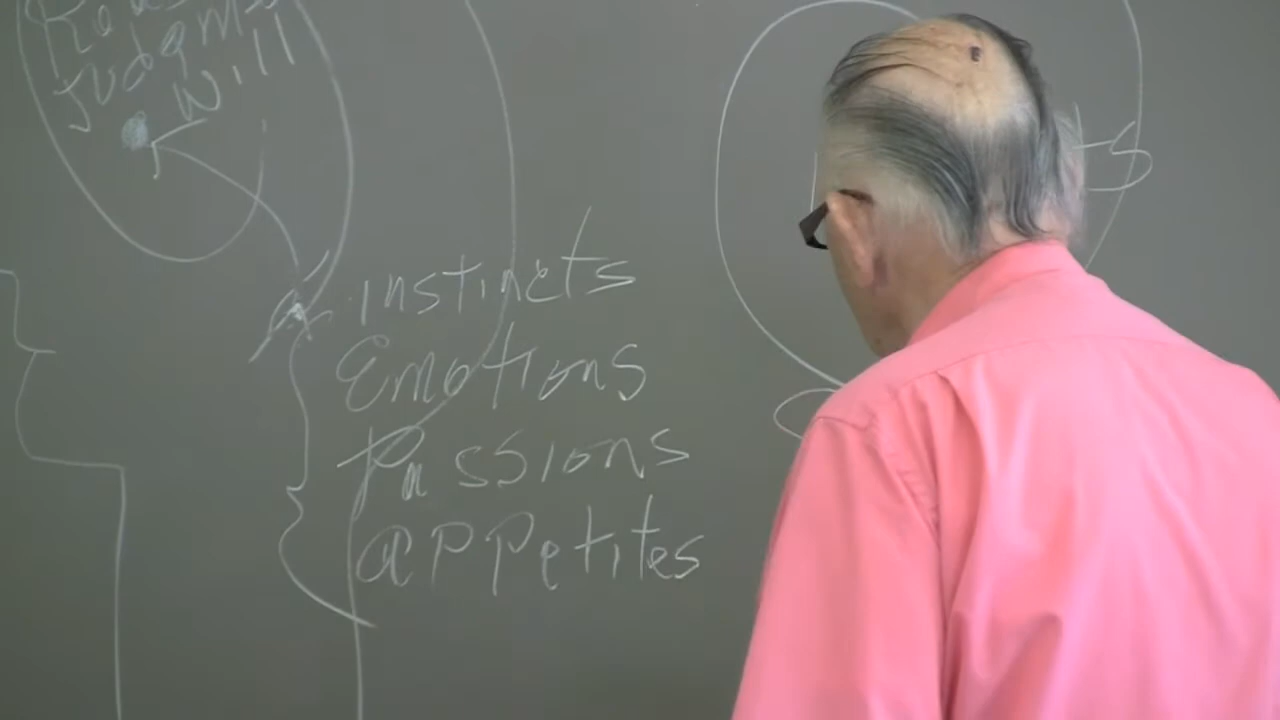 Judgm
will
instincts
Emotions
Passions
appetites